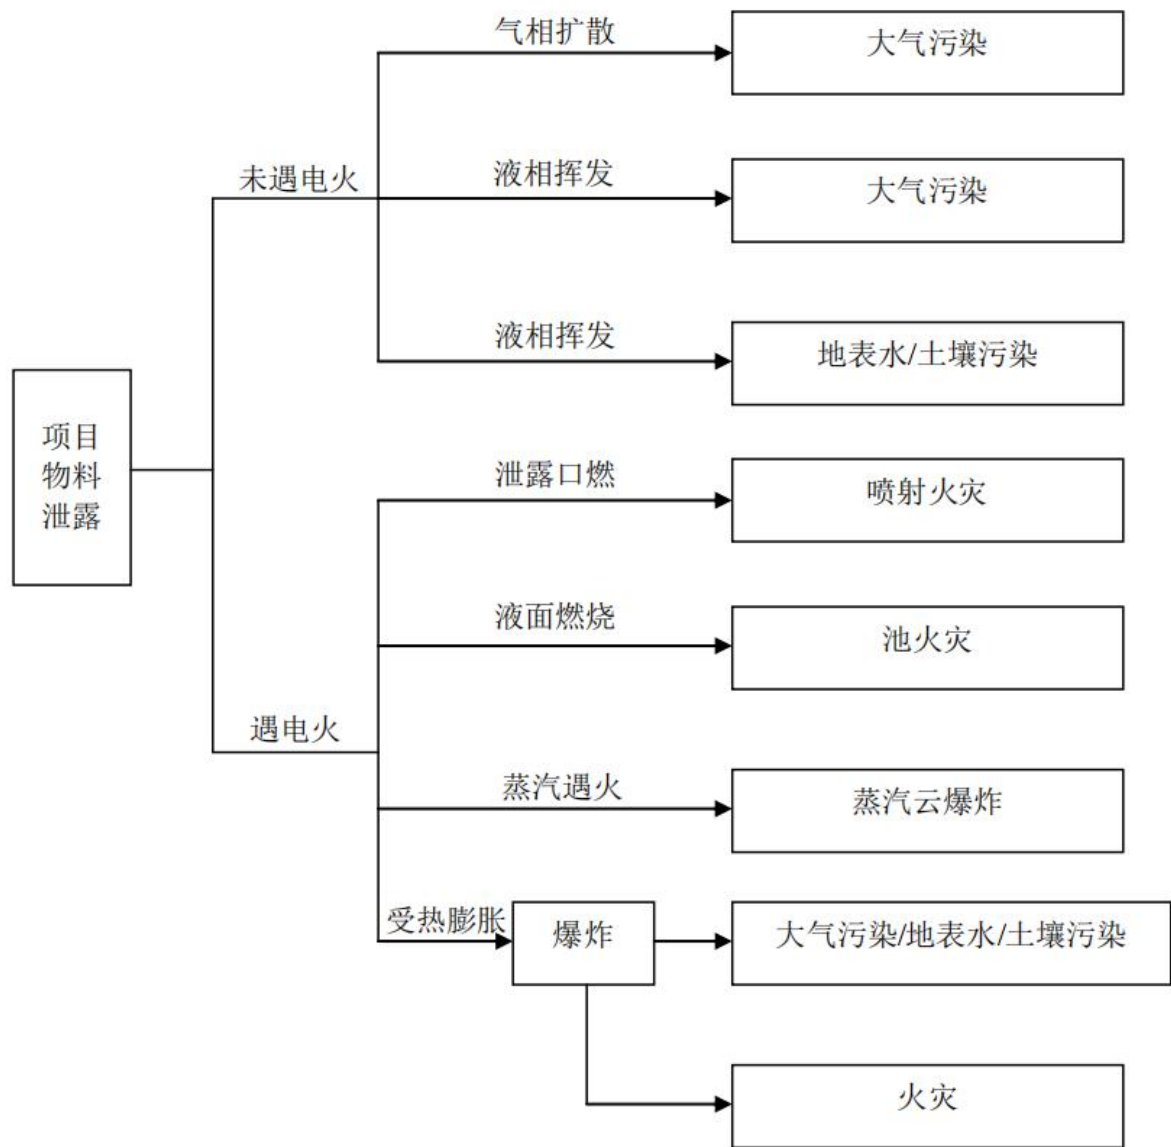 气相扩散
大气污染
未遇电火
液相挥发
大气污染
液相挥发
地表水/土壤污染
项目
物料
泄露
泄露口燃
喷射火灾
液面燃烧
池火灾
遇电火
蒸汽遇火
蒸汽云爆炸
受热膨胀
爆炸
大气污染/地表水/土壤污染
火灾